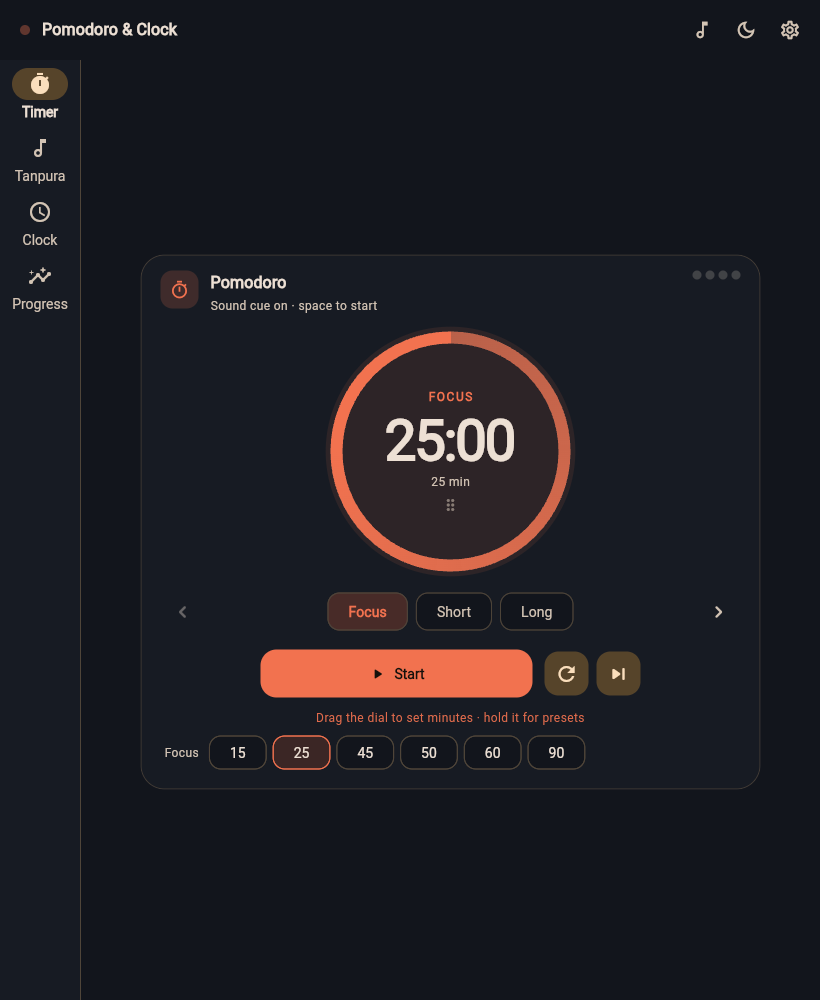 Pomodoro & Clock
Timer
Tanpura
Clock
Progress
Pomodoro
Sound cue on · space to start
FOCUS
25:00
25 min
Focus Short Long
Start
Drag the dial to set minutes · hold it for presets
Focus 15 25 45 50 60 90